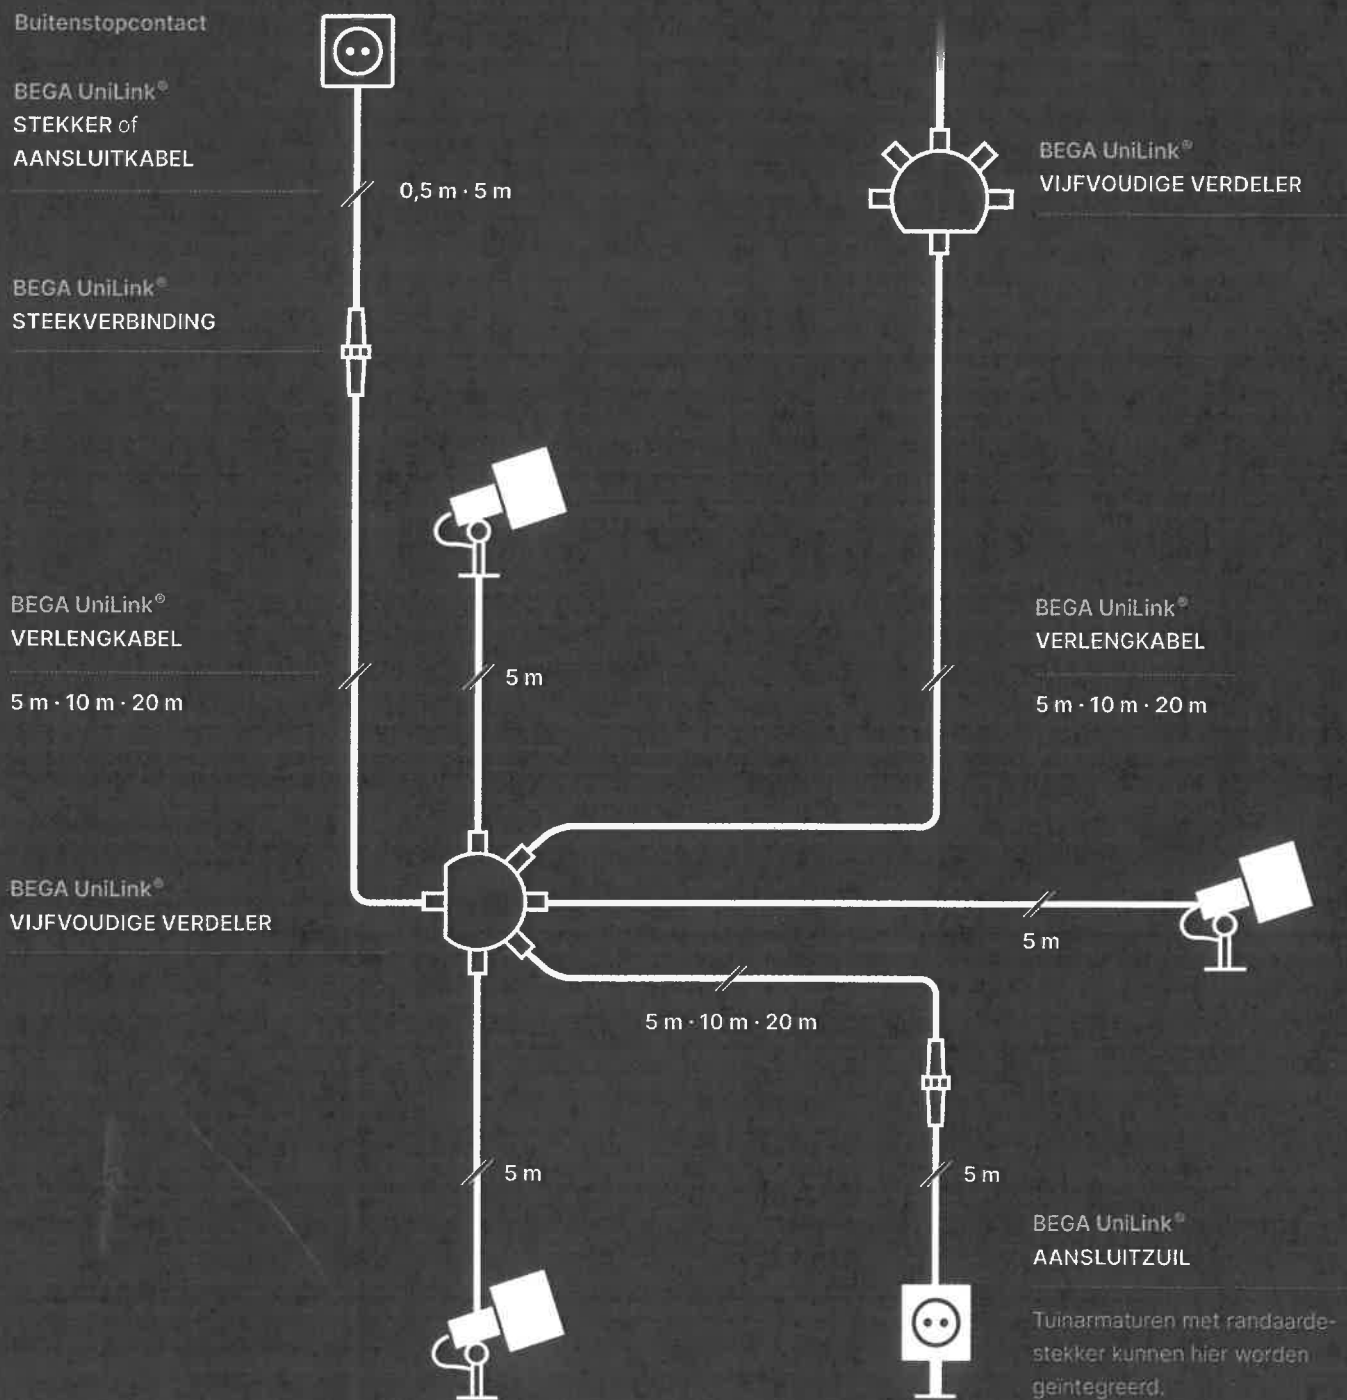 Buitenstopcontact
BEGA UniLink®
STEKKER of
AANSLUITKABEL
0,5 m · 5 m
BEGA UniLink®
STEEKVERBINDING
BEGA UniLink®
VERLENGKABEL
5 m · 10 m · 20 m
5 m
BEGA UniLink®
VIJFVOUDIGE VERDELER
BEGA UniLink®
VIJFVOUDIGE VERDELER
BEGA UniLink®
VERLENGKABEL
5 m · 10 m · 20 m
5 m
5 m · 10 m · 20 m
5 m
5 m
BEGA UniLink®
AANSLUITZUIL
Tuinarmaturen met randaarde-
stekker kunnen hier worden
geïntegreerd.